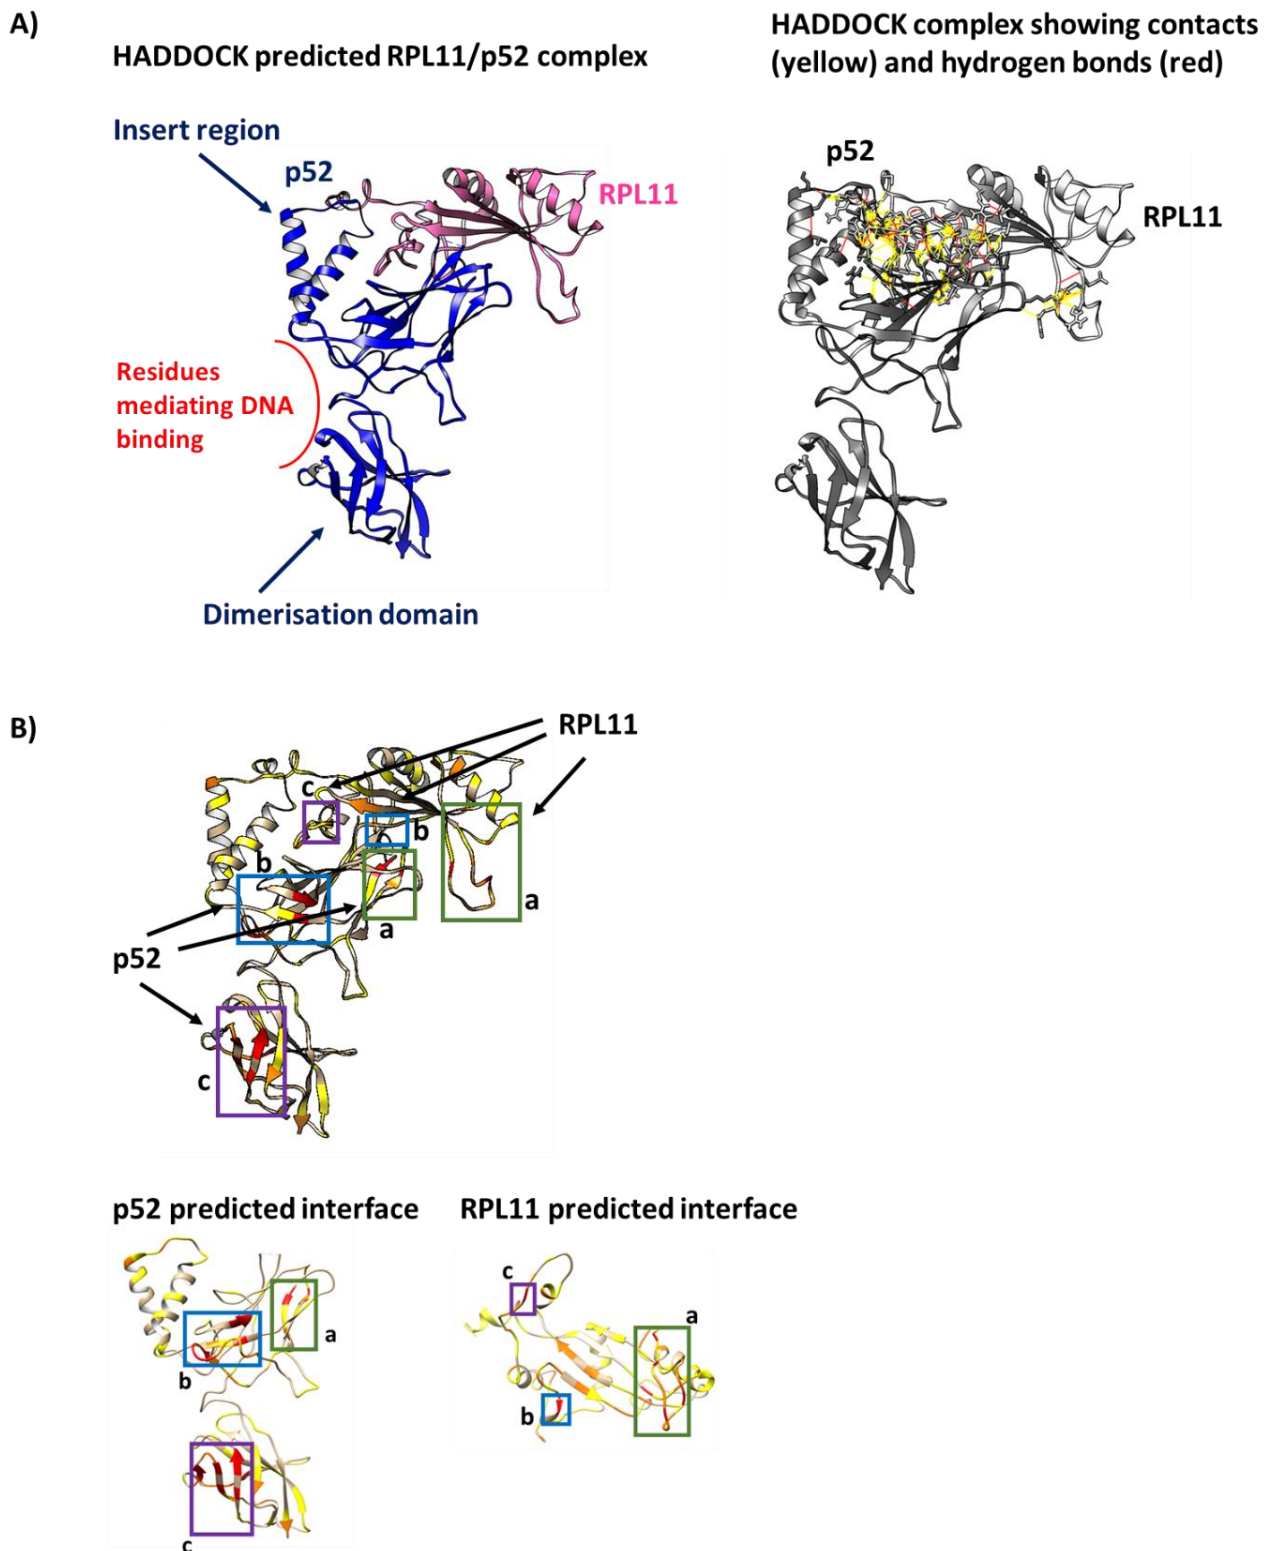 A)
HADDOCK predicted RPL11/p52 complex
HADDOCK complex showing contacts
(yellow) and hydrogen bonds (red)
Insert region
p52
RPL11
p52
RPL11
Residues
mediating DNA
binding
Dimerisation domain
B)
RPL11
c
b
b
a
a
p52
c
p52 predicted interface
RPL11 predicted interface
a
b
c
c
a
b